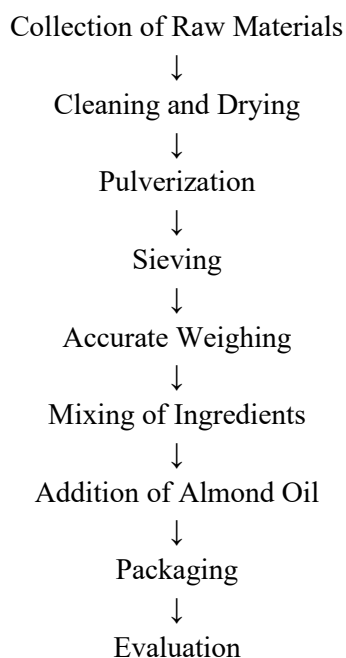 Collection of Raw Materials
↓
Cleaning and Drying
↓
Pulverization
↓
Sieving
↓
Accurate Weighing
↓
Mixing of Ingredients
↓
Addition of Almond Oil
↓
Packaging
↓
Evaluation